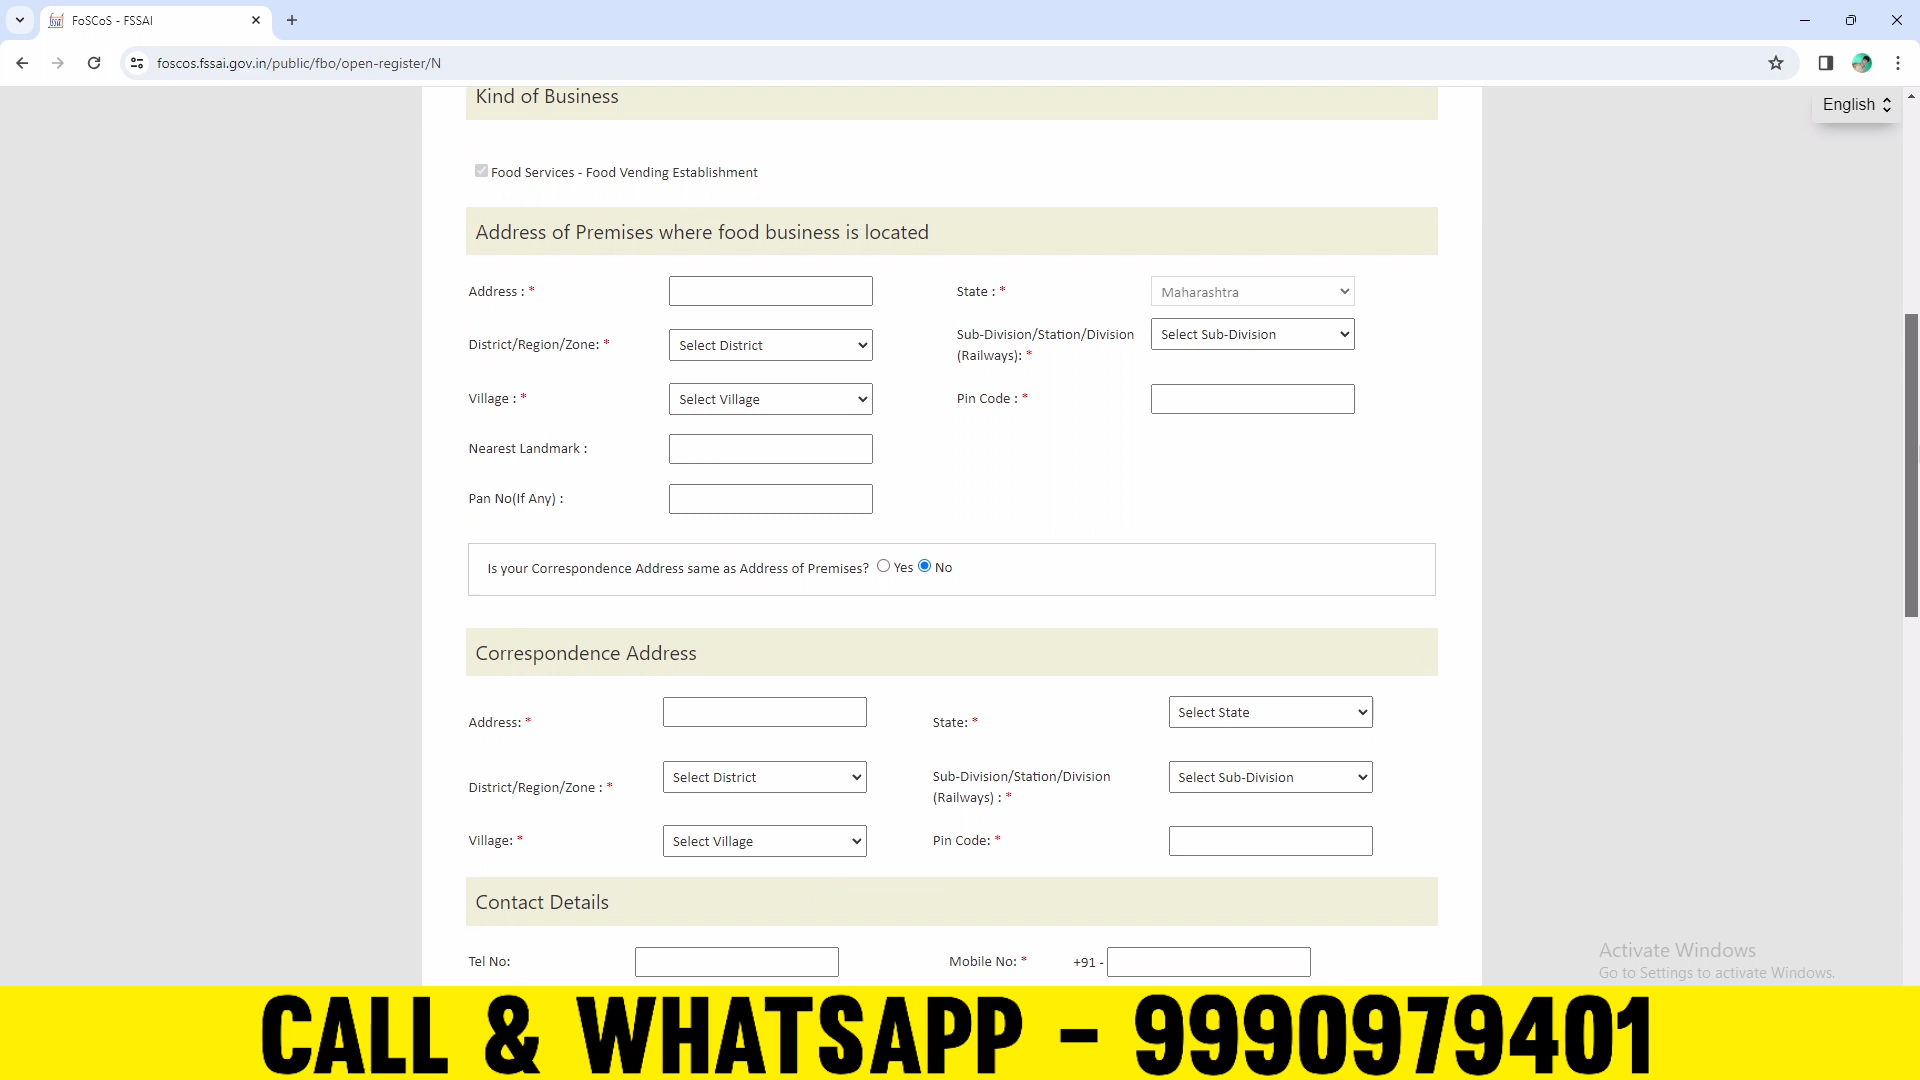 FoSCoS - FSSAI
foscos.fssai.gov.in/public/fbo/open-register/N
Kind of Business
English
Food Services - Food Vending Establishment
Address of Premises where food business is located
Address : * State : * Maharashtra
District/Region/Zone: * Select District Sub-Division/Station/Division (Railways): * Select Sub-Division
Village : * Select Village Pin Code : *
Nearest Landmark :
Pan No(If Any) :
Is your Correspondence Address same as Address of Premises? Yes No
Correspondence Address
Address: * State: * Select State
District/Region/Zone : * Select District Sub-Division/Station/Division (Railways) : * Select Sub-Division
Village: * Select Village Pin Code: *
Contact Details
Tel No: Mobile No: * +91 -
Activate Windows
Go to Settings to activate Windows.
CALL & WHATSAPP - 9990979401